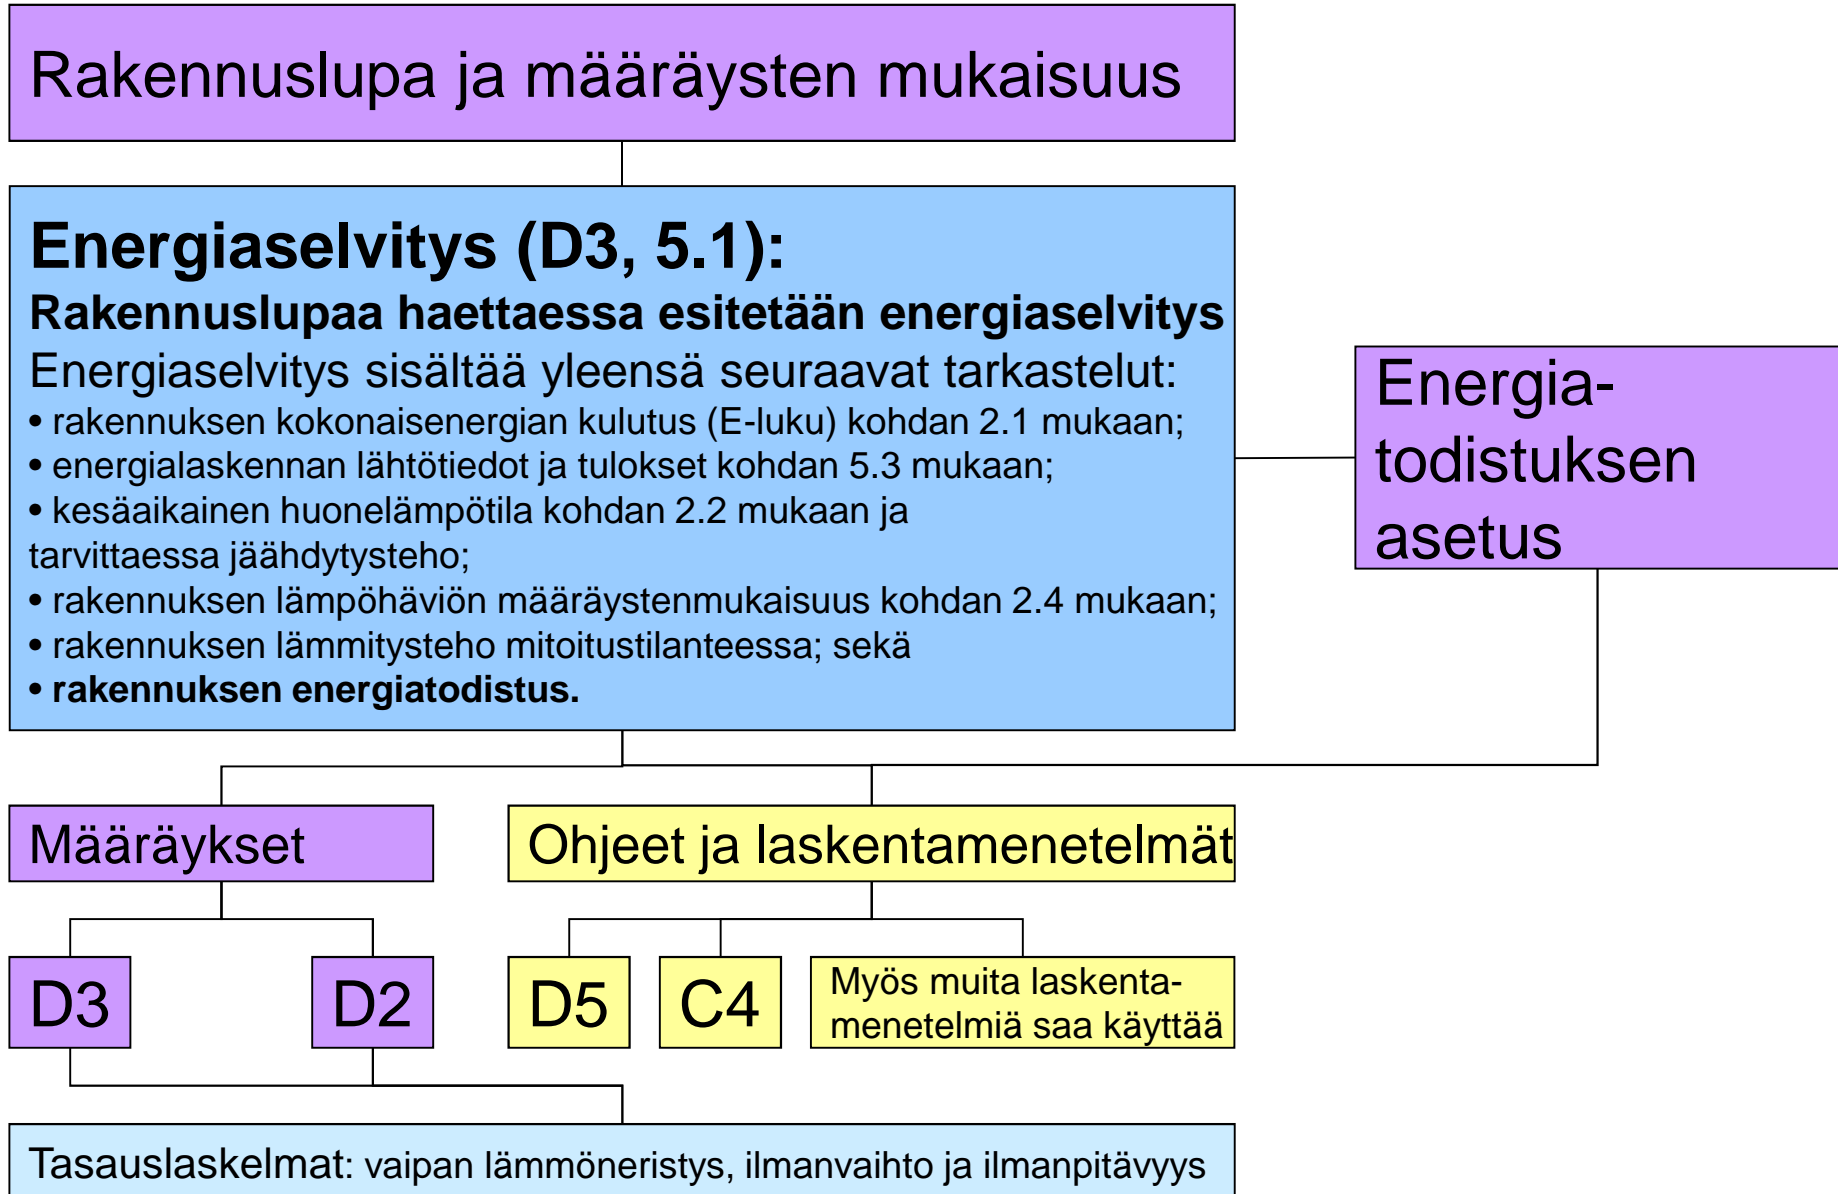 Rakennuslupa ja määräysten mukaisuus
Energiaselvitys (D3, 5.1):
Rakennuslupaa haettaessa esitetään energiaselvitys
Energiaselvitys sisältää yleensä seuraavat tarkastelut:
• rakennuksen kokonaisenergian kulutus (E-luku) kohdan 2.1 mukaan;
• energialaskennan lähtötiedot ja tulokset kohdan 5.3 mukaan;
• kesäaikainen huonelämpötila kohdan 2.2 mukaan ja
tarvittaessa jäähdytysteho;
• rakennuksen lämpöhäviön määräystenmukaisuus kohdan 2.4 mukaan;
• rakennuksen lämmitysteho mitoitustilanteessa; sekä
• rakennuksen energiatodistus.
Energia-
todistuksen
asetus
Määräykset
Ohjeet ja laskentamenetelmät
D3
D2
D5
C4
Myös muita laskenta-
menetelmiä saa käyttää
Tasauslaskelmat: vaipan lämmöneristys, ilmanvaihto ja ilmanpitävyys